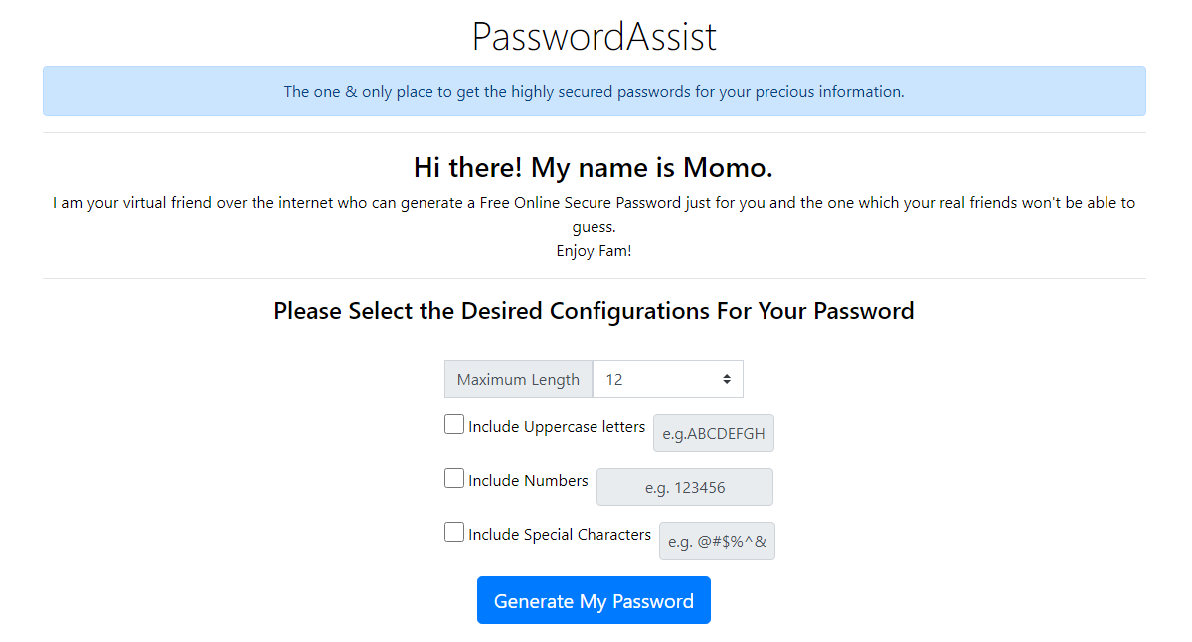 PasswordAssist
The one & only place to get the highly secured passwords for your precious information.
Hi there! My name is Momo.
I am your virtual friend over the internet who can generate a Free Online Secure Password just for you and the one which your real friends won't be able to
guess.
Enjoy Fam!
Please Select the Desired Configurations For Your Password
Maximum Length 12
Include Uppercase letters e.g.ABCDEFGH
Include Numbers e.g. 123456
Include Special Characters e.g. @#$%^&
Generate My Password